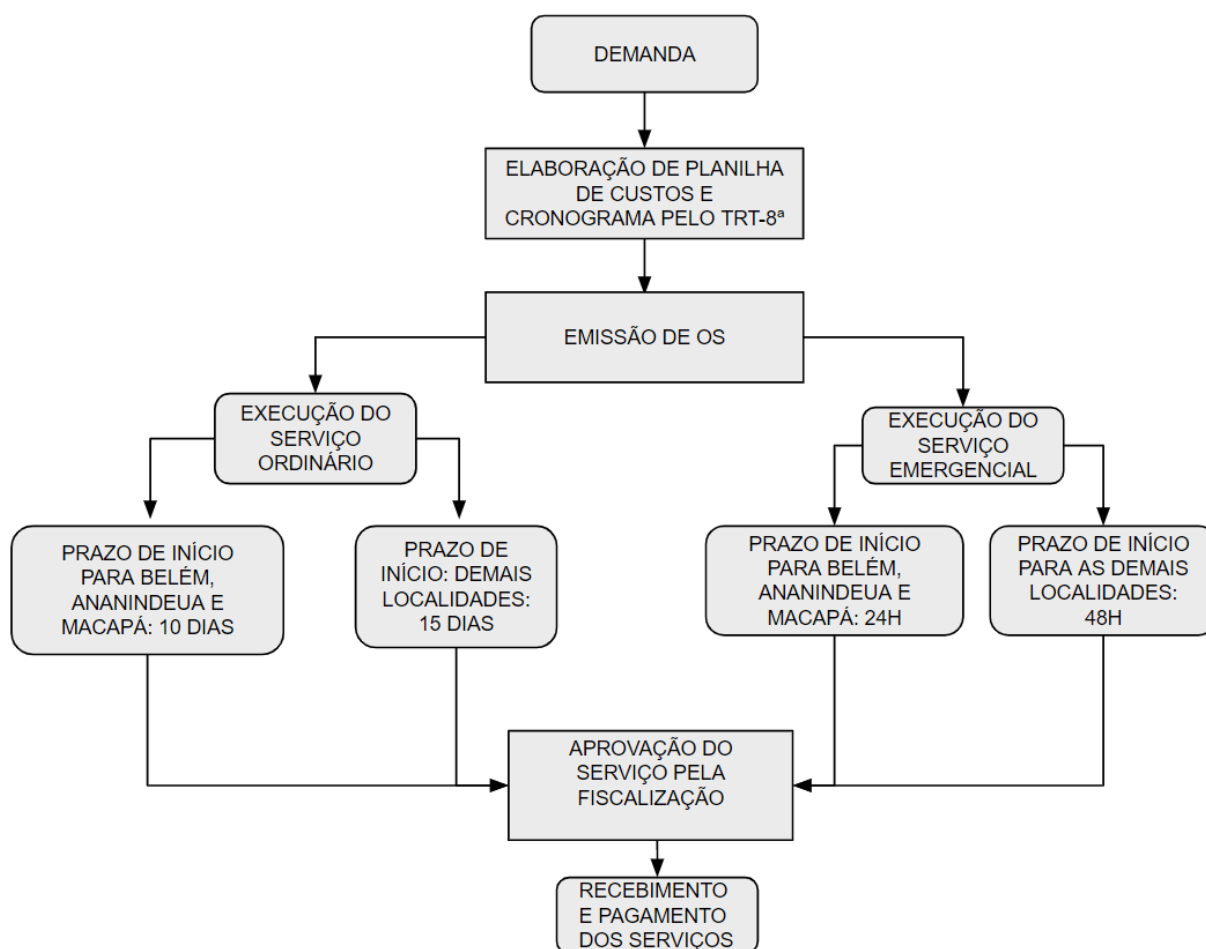 DEMANDA
ELABORAÇÃO DE PLANILHA
DE CUSTOS E
CRONOGRAMA PELO TRT-8ª
EMISSÃO DE OS
EXECUÇÃO DO
SERVIÇO
ORDINÁRIO
EXECUÇÃO DO
SERVIÇO
EMERGENCIAL
PRAZO DE INÍCIO
PARA BELÉM,
ANANINDEUA E
MACAPÁ: 10 DIAS
PRAZO DE
INÍCIO: DEMAIS
LOCALIDADES:
15 DIAS
PRAZO DE INÍCIO
PARA BELÉM,
ANANINDEUA E
MACAPÁ: 24H
PRAZO DE INÍCIO
PARA AS DEMAIS
LOCALIDADES:
48H
APROVAÇÃO DO
SERVIÇO PELA
FISCALIZAÇÃO
RECEBIMENTO
E PAGAMENTO
DOS SERVIÇOS